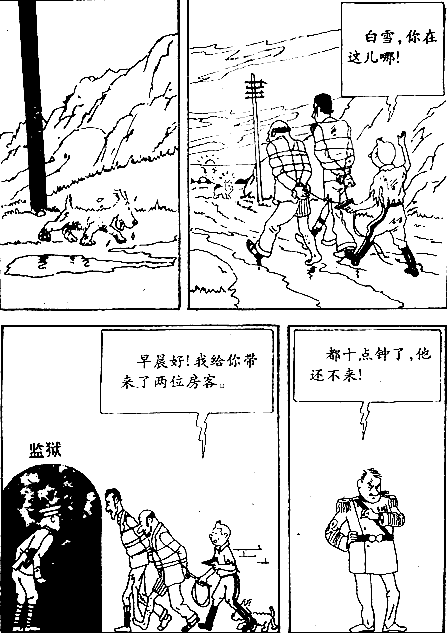 白雪，你在
这儿哪！
早晨好！我给你带
来了两位房客。
监狱
都十点钟了，他
还不来！